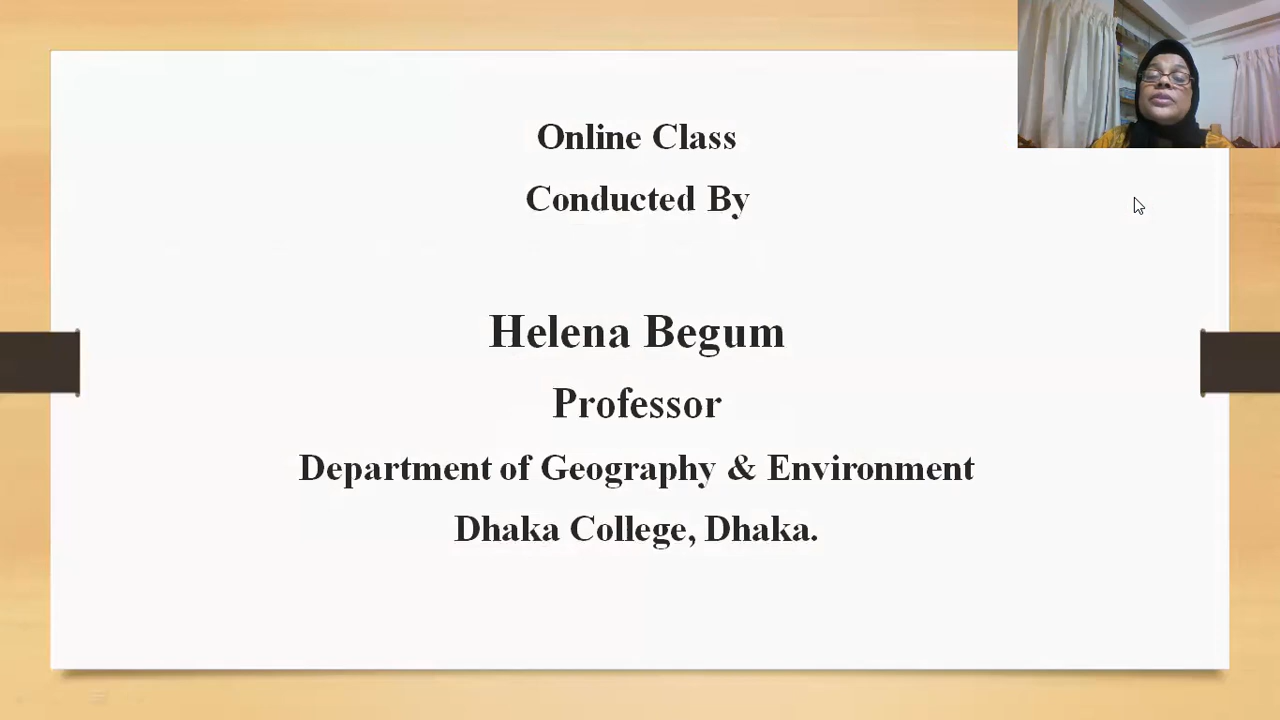 Online Class
Conducted By
Helena Begum
Professor
Department of Geography & Environment
Dhaka College, Dhaka.